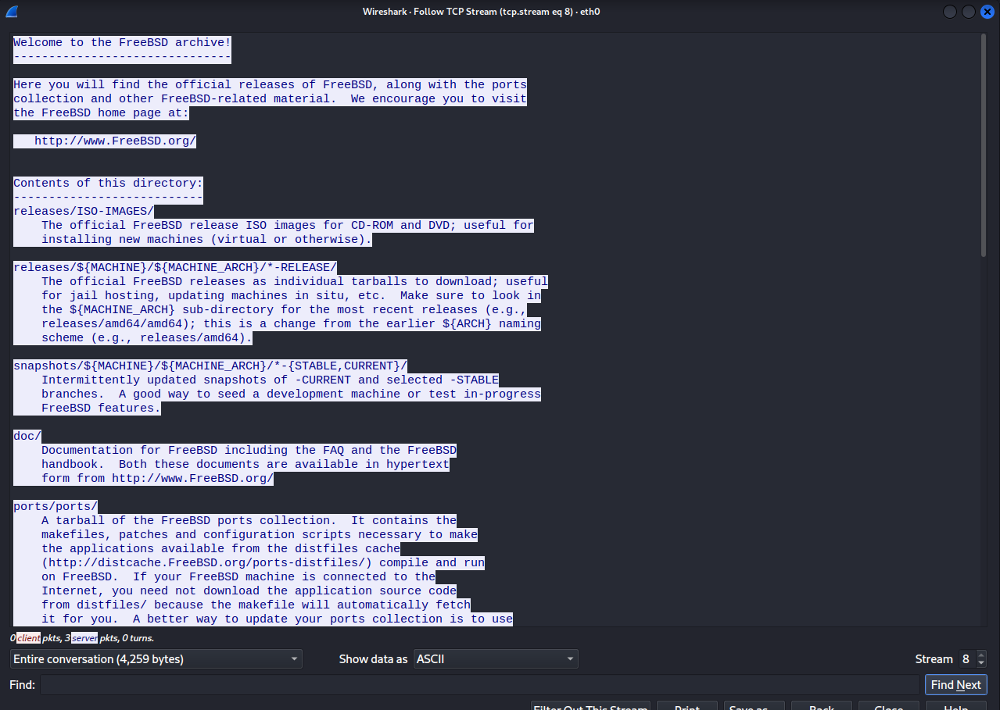 Wireshark · Follow TCP Stream (tcp.stream eq 8) · eth0
Welcome to the FreeBSD archive!
-------------------------------
Here you will find the official releases of FreeBSD, along with the ports
collection and other FreeBSD-related material.  We encourage you to visit
the FreeBSD home page at:
   http://www.FreeBSD.org/
Contents of this directory:
---------------------------
releases/ISO-IMAGES/
    The official FreeBSD release ISO images for CD-ROM and DVD; useful for
    installing new machines (virtual or otherwise).
releases/${MACHINE}/${MACHINE_ARCH}/*-RELEASE/
    The official FreeBSD releases as individual tarballs to download; useful
    for jail hosting, updating machines in situ, etc.  Make sure to look in
    the ${MACHINE_ARCH} sub-directory for the most recent releases (e.g.,
    releases/amd64/amd64); this is a change from the earlier ${ARCH} naming
    scheme (e.g., releases/amd64).
snapshots/${MACHINE}/${MACHINE_ARCH}/*-{STABLE,CURRENT}/
    Intermittently updated snapshots of -CURRENT and selected -STABLE
    branches.  A good way to seed a development machine or test in-progress
    FreeBSD features.
doc/
    Documentation for FreeBSD including the FAQ and the FreeBSD
    handbook.  Both these documents are available in hypertext
    form from http://www.FreeBSD.org/
ports/ports/
    A tarball of the FreeBSD ports collection.  It contains the
    makefiles, patches and configuration scripts necessary to make
    the applications available from the distfiles cache
    (http://distcache.FreeBSD.org/ports-distfiles/) compile and run
    on FreeBSD.  If your FreeBSD machine is connected to the
    Internet, you need not download the application source code
    from distfiles/ because the makefile will automatically fetch
    it for you.  A better way to update your ports collection is to use
0 client pkts, 3 server pkts, 0 turns.
Entire conversation (4,259 bytes) Show data as ASCII Stream 8
Find: Find Next
Filter Out This Stream Print Save as… Back Close Help